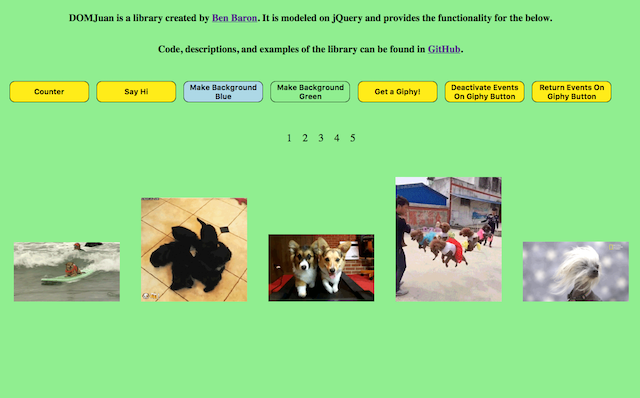 DOMJuan is a library created by Ben Baron. It is modeled on jQuery and provides the functionality for the below.
Code, descriptions, and examples of the library can be found in GitHub.
Counter
Say Hi
Make Background
Blue
Make Background
Green
Get a Giphy!
Deactivate Events
On Giphy Button
Return Events On
Giphy Button
1 2 3 4 5